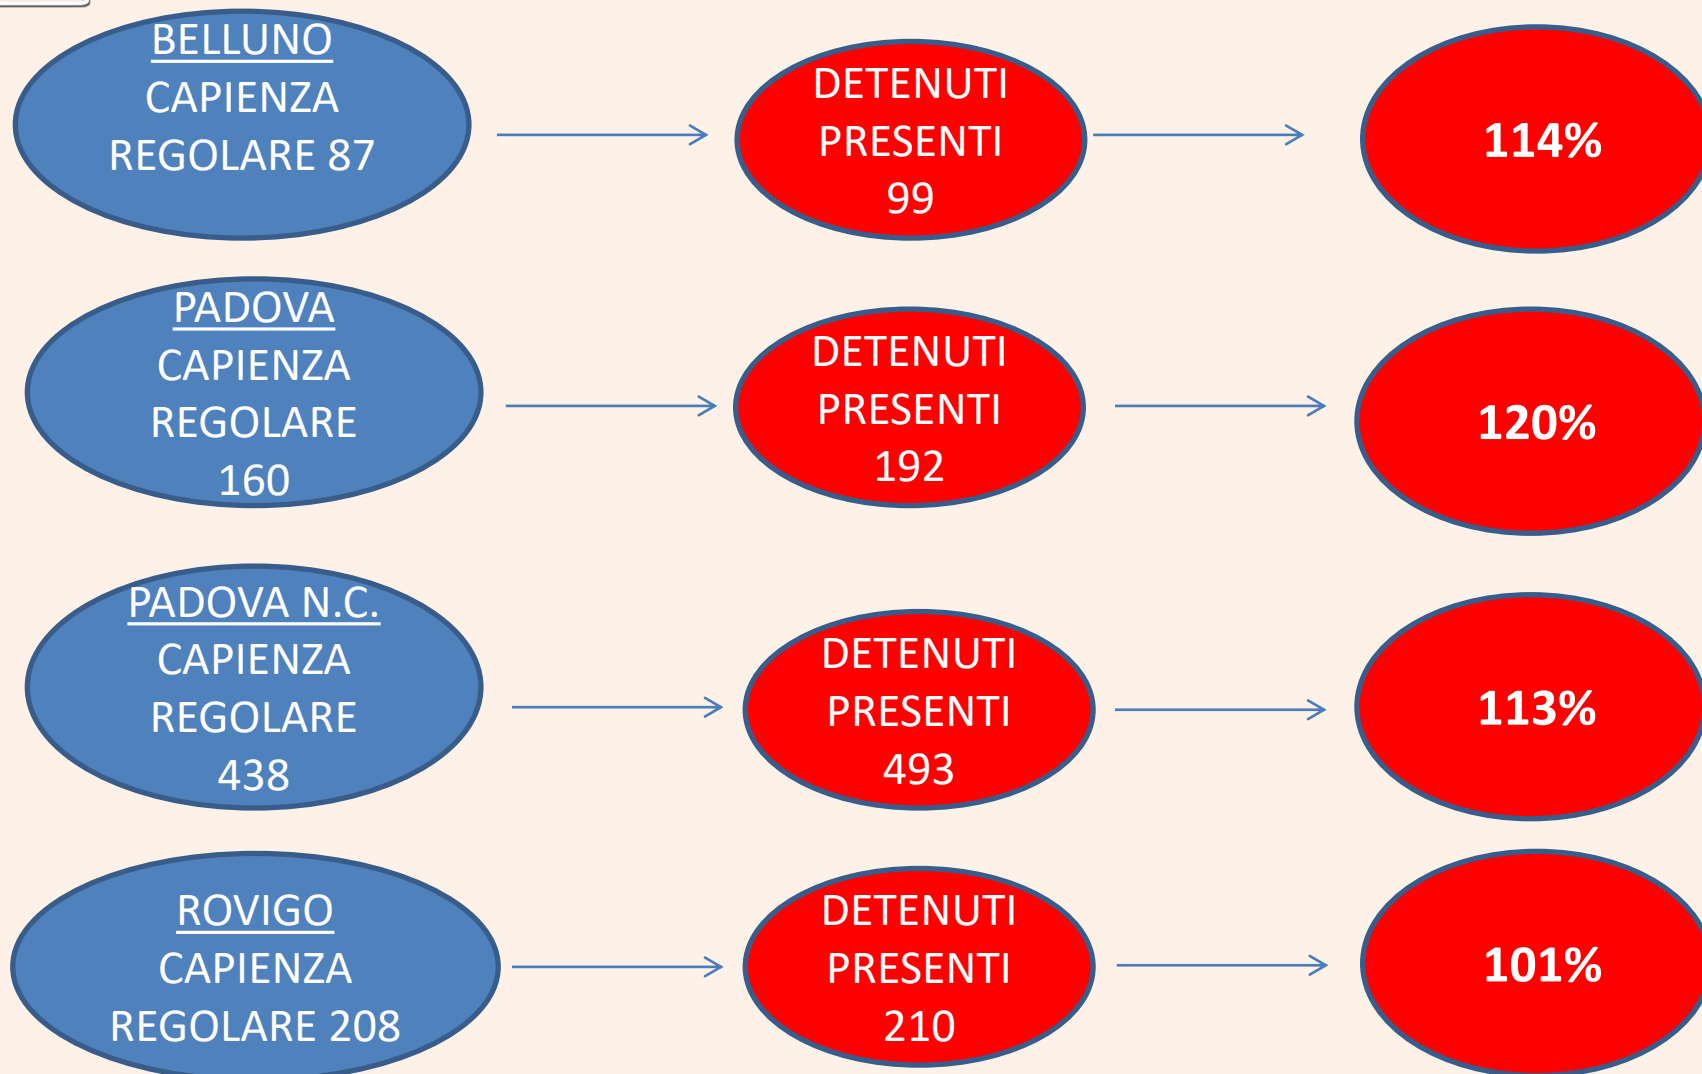 BELLUNO
CAPIENZA
REGOLARE 87
DETENUTI
PRESENTI
99
114%
PADOVA
CAPIENZA
REGOLARE
160
DETENUTI
PRESENTI
192
120%
PADOVA N.C.
CAPIENZA
REGOLARE
438
DETENUTI
PRESENTI
493
113%
ROVIGO
CAPIENZA
REGOLARE 208
DETENUTI
PRESENTI
210
101%